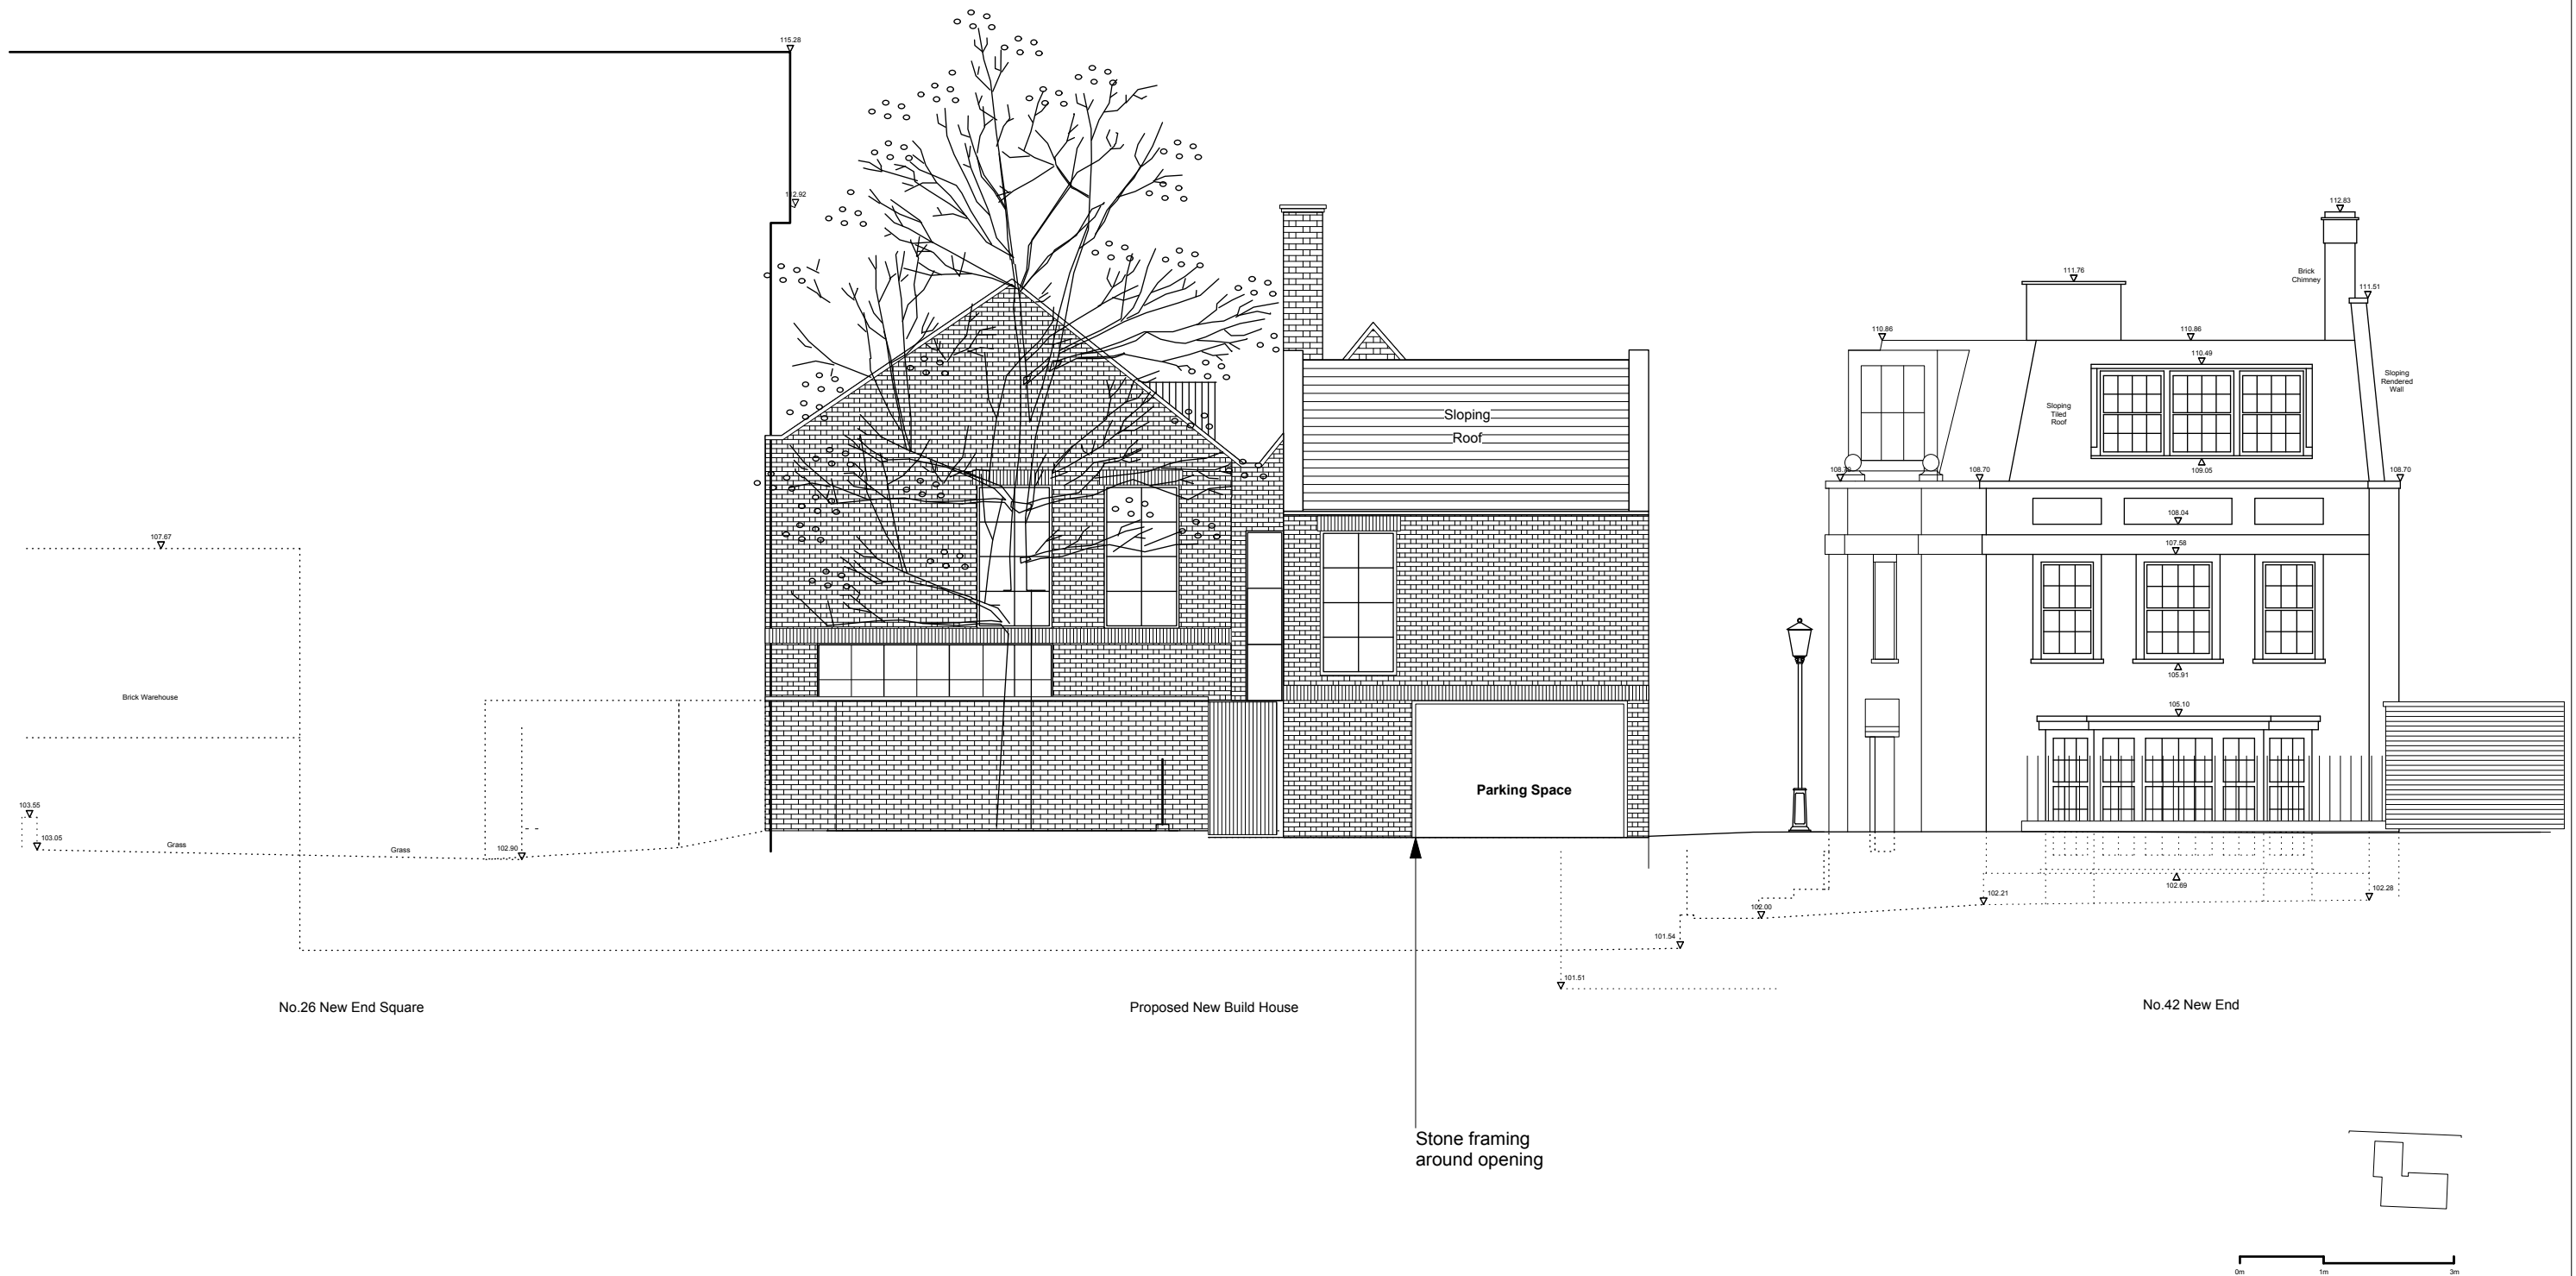 115.28
112.92
112.83
111.76
Brick
Chimney
111.51
110.86
110.86
110.49
Sloping
Rendered
Wall
Sloping
Tiled
Roof
Sloping
Roof
109.05
108.70
108.70
108.04
107.67
107.58
105.91
Brick Warehouse
105.10
Parking Space
103.55
103.05
Grass
Grass
102.90
102.69
102.21
102.28
102.00
101.54
101.51
No.26 New End Square
Proposed New Build House
No.42 New End
Stone framing
around opening
0m
1m
3m